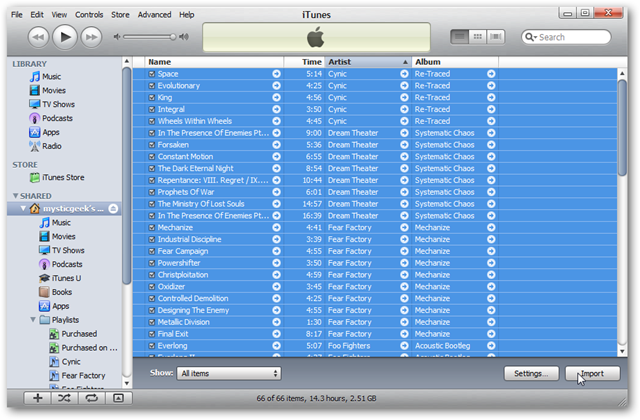 iTunes
File Edit View Controls Store Advanced Help
Search
LIBRARY
Music
Movies
TV Shows
Podcasts
Apps
Radio
STORE
iTunes Store
SHARED
mysticgeek's ...
Music
Movies
TV Shows
Podcasts
iTunes U
Books
Apps
Playlists
Purchased
Purchased on ...
Cynic
Fear Factory
Foo Fighters
Name Time Artist Album
Space 5:14 Cynic Re-Traced
Evolutionary 4:25 Cynic Re-Traced
King 4:56 Cynic Re-Traced
Integral 3:50 Cynic Re-Traced
Wheels Within Wheels 4:45 Cynic Re-Traced
In The Presence Of Enemies Pt... 9:00 Dream Theater Systematic Chaos
Forsaken 5:36 Dream Theater Systematic Chaos
Constant Motion 6:55 Dream Theater Systematic Chaos
The Dark Eternal Night 8:54 Dream Theater Systematic Chaos
Repentance: VIII. Regret / IX.... 10:44 Dream Theater Systematic Chaos
Prophets Of War 6:01 Dream Theater Systematic Chaos
The Ministry Of Lost Souls 14:57 Dream Theater Systematic Chaos
In The Presence Of Enemies Pt... 16:39 Dream Theater Systematic Chaos
Mechanize 4:41 Fear Factory Mechanize
Industrial Discipline 3:39 Fear Factory Mechanize
Fear Campaign 4:55 Fear Factory Mechanize
Powershifter 3:50 Fear Factory Mechanize
Christploitation 4:59 Fear Factory Mechanize
Oxidizer 3:45 Fear Factory Mechanize
Controlled Demolition 4:25 Fear Factory Mechanize
Designing The Enemy 4:55 Fear Factory Mechanize
Metallic Division 1:30 Fear Factory Mechanize
Final Exit 8:17 Fear Factory Mechanize
Everlong 5:07 Foo Fighters Acoustic Bootleg
Show: All items Settings... Import
66 of 66 items, 14.3 hours, 2.51 GB